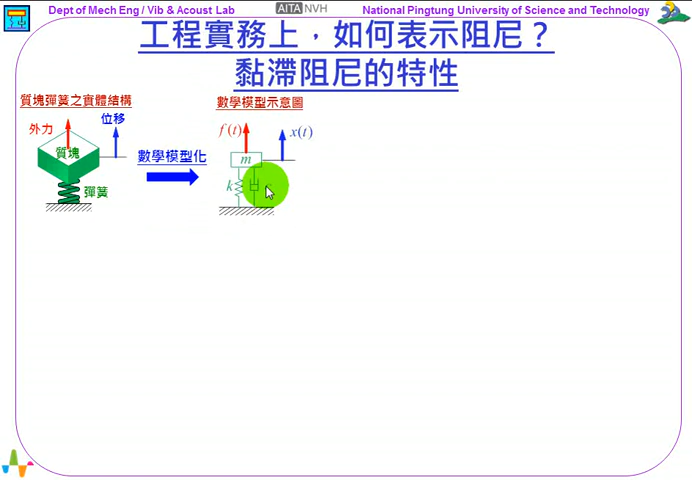 Dept of Mech Eng / Vib & Acoust Lab
AITA NVH
National Pingtung University of Science and Technology
工程實務上，如何表示阻尼？
黏滯阻尼的特性
質塊彈簧之實體結構
數學模型示意圖
外力
位移
質塊
彈簧
數學模型化
f(t)
x(t)
m
k